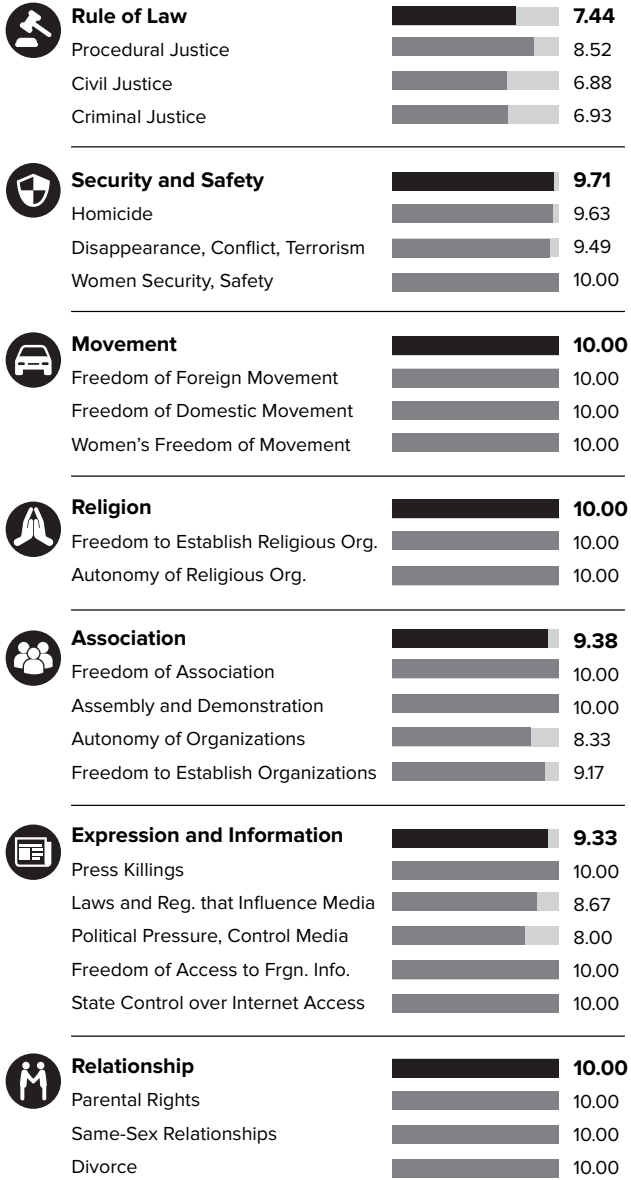 Rule of Law 7.44
Procedural Justice 8.52
Civil Justice 6.88
Criminal Justice 6.93
Security and Safety 9.71
Homicide 9.63
Disappearance, Conflict, Terrorism 9.49
Women Security, Safety 10.00
Movement 10.00
Freedom of Foreign Movement 10.00
Freedom of Domestic Movement 10.00
Women's Freedom of Movement 10.00
Religion 10.00
Freedom to Establish Religious Org. 10.00
Autonomy of Religious Org. 10.00
Association 9.38
Freedom of Association 10.00
Assembly and Demonstration 10.00
Autonomy of Organizations 8.33
Freedom to Establish Organizations 9.17
Expression and Information 9.33
Press Killings 10.00
Laws and Reg. that Influence Media 8.67
Political Pressure, Control Media 8.00
Freedom of Access to Frgn. Info. 10.00
State Control over Internet Access 10.00
Relationship 10.00
Parental Rights 10.00
Same-Sex Relationships 10.00
Divorce 10.00